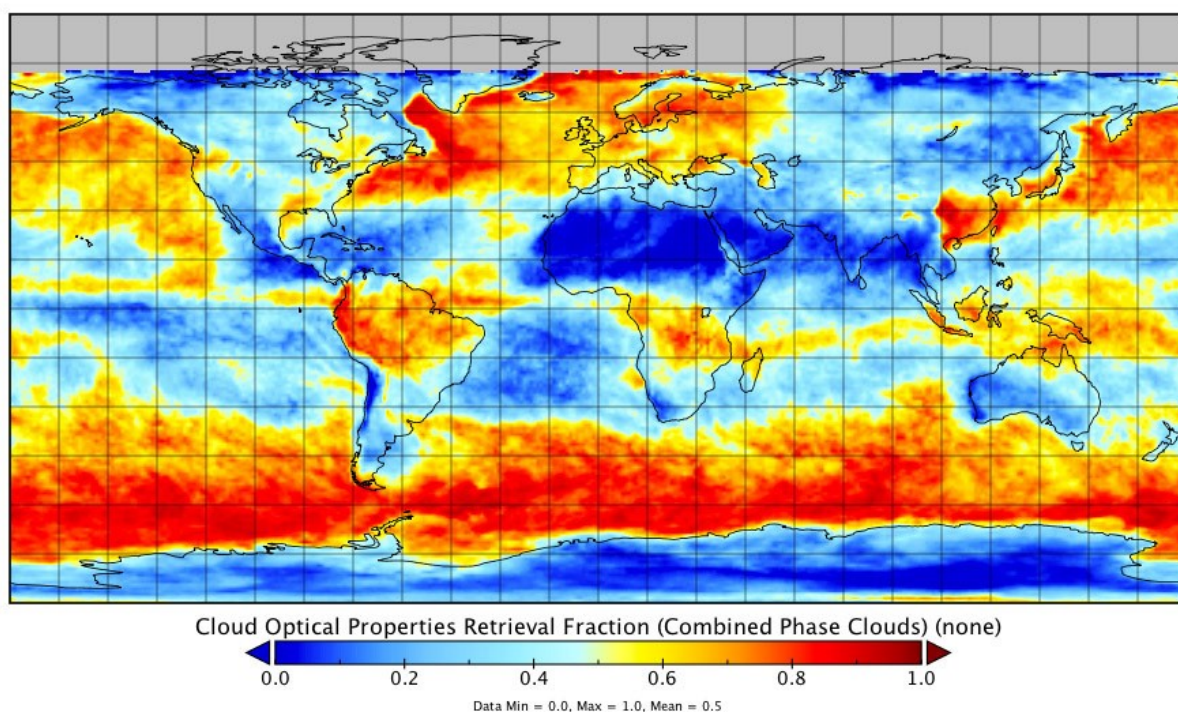 Cloud Optical Properties Retrieval Fraction (Combined Phase Clouds) (none)
0.0 0.2 0.4 0.6 0.8 1.0
Data Min = 0.0, Max = 1.0, Mean = 0.5